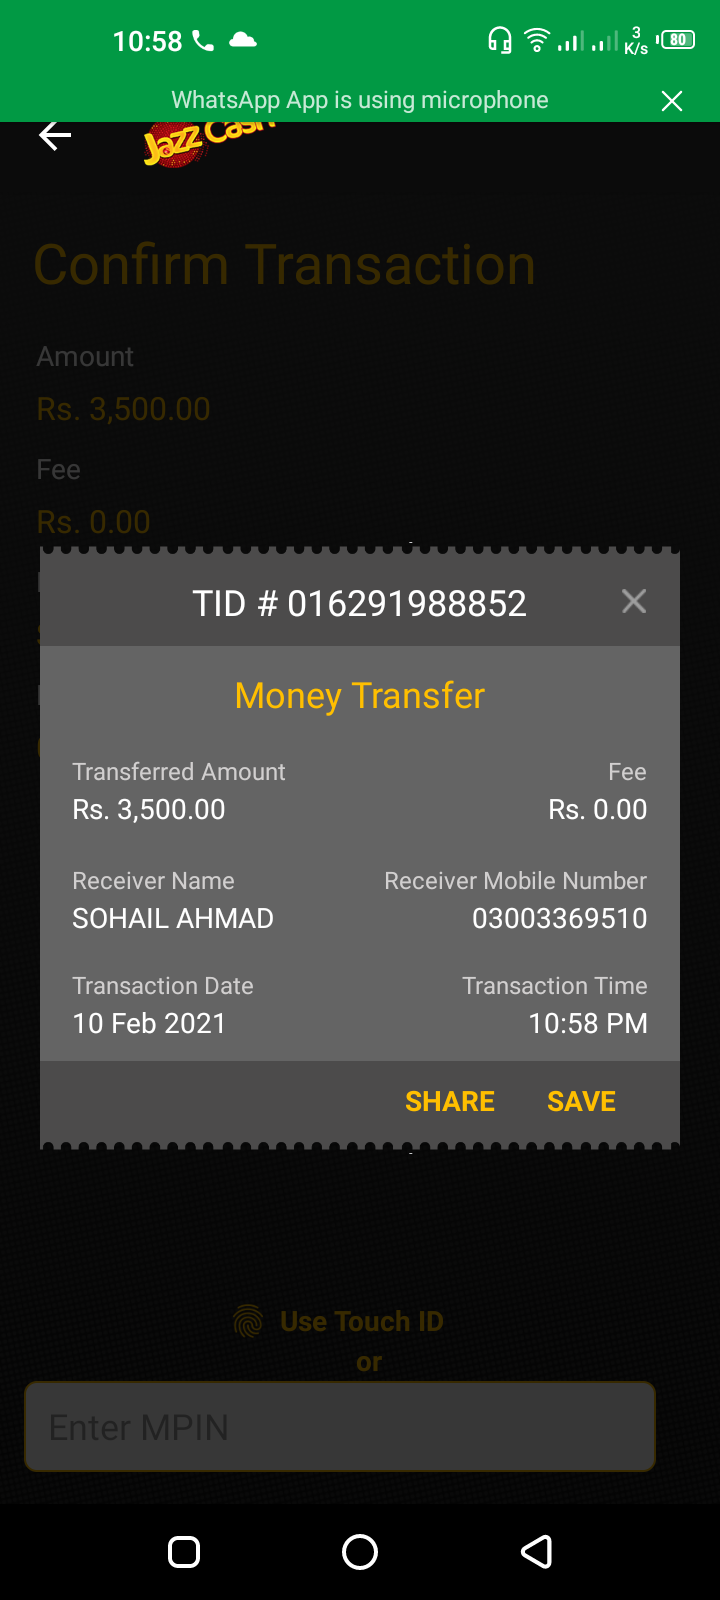 10:58
3
K/s
80
WhatsApp App is using microphone
Jazz Cash
Confirm Transaction
Amount
Rs. 3,500.00
Fee
Rs. 0.00
TID # 016291988852
Money Transfer
Transferred Amount Fee
Rs. 3,500.00 Rs. 0.00
Receiver Name Receiver Mobile Number
SOHAIL AHMAD 03003369510
Transaction Date Transaction Time
10 Feb 2021 10:58 PM
SHARE SAVE
Use Touch ID
or
Enter MPIN